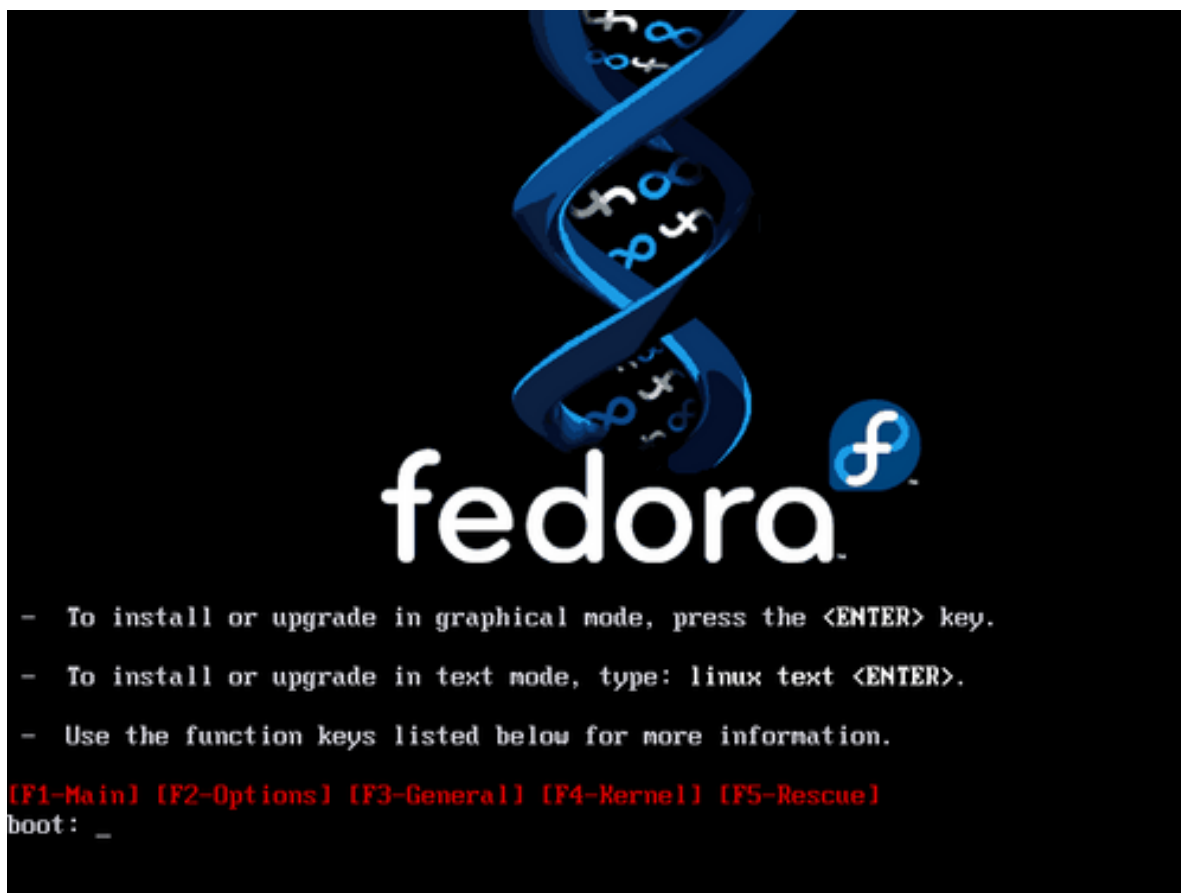 fedora™
- To install or upgrade in graphical mode, press the <ENTER> key.
- To install or upgrade in text mode, type: linux text <ENTER>.
- Use the function keys listed below for more information.
[F1-Main] [F2-Options] [F3-General] [F4-Kernel] [F5-Rescue]
boot: _